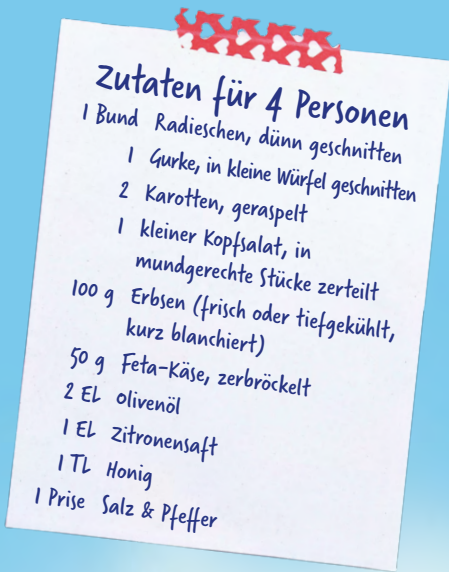 Zutaten für 4 Personen
1 Bund Radieschen, dünn geschnitten
1 Gurke, in kleine Würfel geschnitten
2 Karotten, geraspelt
1 kleiner Kopfsalat, in
mundgerechte Stücke zerteilt
100 g Erbsen (frisch oder tiefgekühlt,
kurz blanchiert)
50 g Feta-Käse, zerbröckelt
2 EL Olivenöl
1 EL Zitronensaft
1 TL Honig
1 Prise Salz & Pfeffer